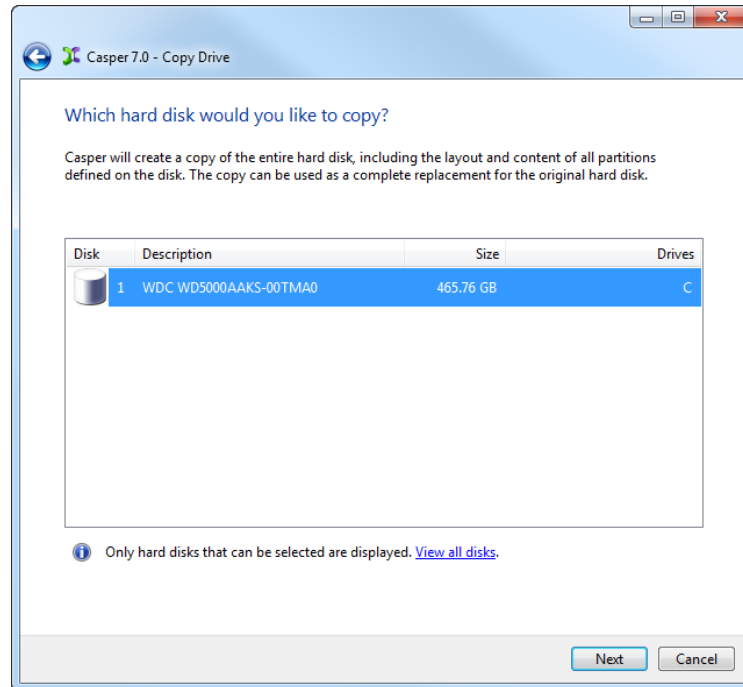 Casper 7.0 - Copy Drive
Which hard disk would you like to copy?
Casper will create a copy of the entire hard disk, including the layout and content of all partitions
defined on the disk. The copy can be used as a complete replacement for the original hard disk.
Disk Description Size Drives
1 WDC WD5000AAKS-00TMA0 465.76 GB C
Only hard disks that can be selected are displayed. View all disks.
Next Cancel